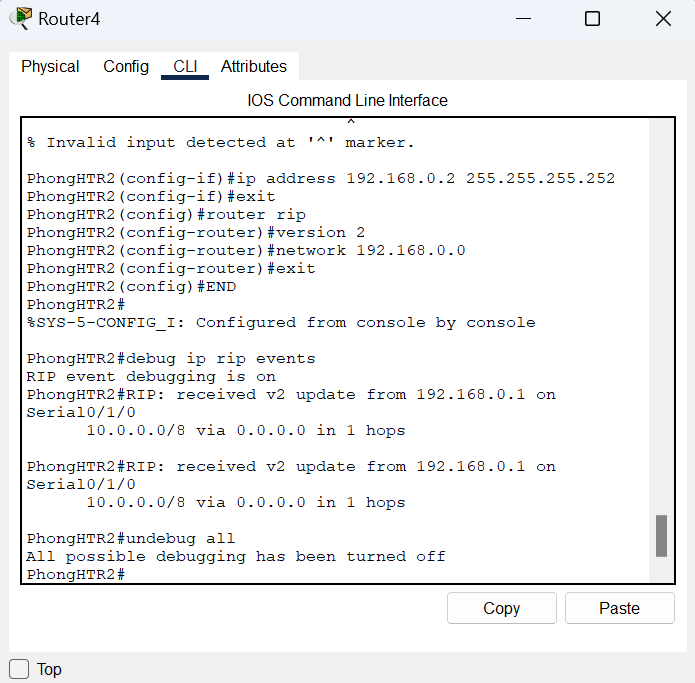 Router4
Physical Config CLI Attributes
IOS Command Line Interface
^
% Invalid input detected at '^' marker.
PhongHTR2(config-if)#ip address 192.168.0.2 255.255.255.252
PhongHTR2(config-if)#exit
PhongHTR2(config)#router rip
PhongHTR2(config-router)#version 2
PhongHTR2(config-router)#network 192.168.0.0
PhongHTR2(config-router)#exit
PhongHTR2(config)#END
PhongHTR2#
%SYS-5-CONFIG_I: Configured from console by console
PhongHTR2#debug ip rip events
RIP event debugging is on
PhongHTR2#RIP: received v2 update from 192.168.0.1 on
Serial0/1/0
10.0.0.0/8 via 0.0.0.0 in 1 hops
PhongHTR2#RIP: received v2 update from 192.168.0.1 on
Serial0/1/0
10.0.0.0/8 via 0.0.0.0 in 1 hops
PhongHTR2#undebug all
All possible debugging has been turned off
PhongHTR2#
Copy Paste
Top